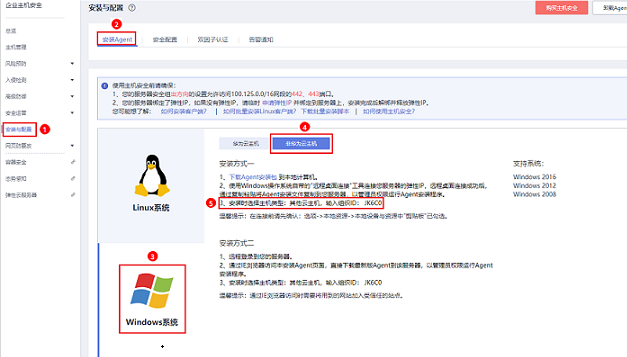 企业主机安全
总览
主机管理
风险预防
入侵检测
高级防御
安全运营
安装与配置
1
网页防篡改
容器安全
态势感知
弹性云服务器
安装与配置
购买主机安全
卸载Agent
2
安装Agent
安全配置
双因子认证
告警通知
使用主机安全前请确保：
1、您的服务器安全组出方向的设置允许访问100.125.0.0/16网段的442、443端口。
2、您的服务器绑定了弹性IP，如果没有弹性IP，请临时 申请弹性IP 并绑定到服务器上，安装完成后解绑并释放弹性IP。
您可能想了解： 如何安装客户端? 如何批量安装Linux客户端? 下载批量安装脚本 | 如何使用主机安全?
4
华为云主机
非华为云主机
Linux系统
3
Windows系统
安装方式一
1、下载Agent安装包 到本地计算机。
2、使用Windows操作系统自带的"远程桌面连接"工具连接您服务器的弹性IP，远程桌面连接成功后，
通过复制粘贴将Agent安装文件复制到您服务器，以管理员权限运行Agent安装程序。
5
3、安装时选择主机类型：其他云主机，输入组织ID： JK6C0
温馨提示：在连接前请先确认：选项->本地资源->本地设备与资源中"剪贴板"已勾选。
支持系统：
Windows 2016
Windows 2012
Windows 2008
安装方式二
1、远程登录到您的服务器。
2、通过IE浏览器访问本安装Agent页面，直接下载最新版Agent到该服务器，以管理员权限运行Agent
安装程序。
3、安装时选择主机类型：其他云主机，输入组织ID： JK6C0
温馨提示：通过IE浏览器访问时需要将用到的网站加入受信任的站点。